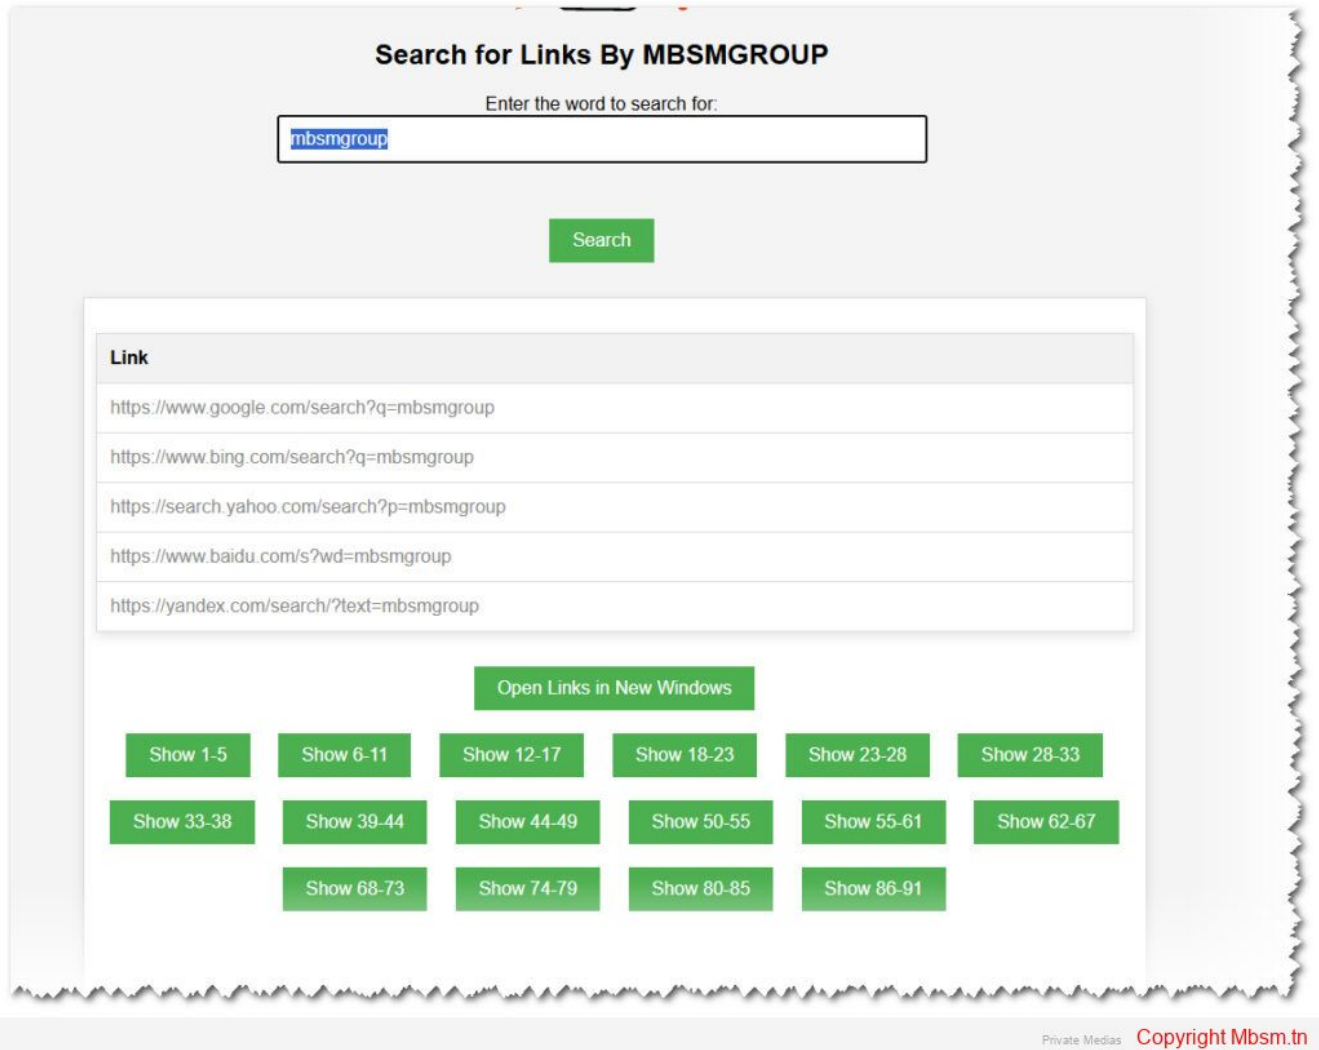 Search for Links By MBSMGROUP
Enter the word to search for:
mbsmgroup
Search
Link
https://www.google.com/search?q=mbsmgroup
https://www.bing.com/search?q=mbsmgroup
https://search.yahoo.com/search?p=mbsmgroup
https://www.baidu.com/s?wd=mbsmgroup
https://yandex.com/search/?text=mbsmgroup
Open Links in New Windows
Show 1-5 Show 6-11 Show 12-17 Show 18-23 Show 23-28 Show 28-33
Show 33-38 Show 39-44 Show 44-49 Show 50-55 Show 55-61 Show 62-67
Show 68-73 Show 74-79 Show 80-85 Show 86-91
Private Medias Copyright Mbsm.tn